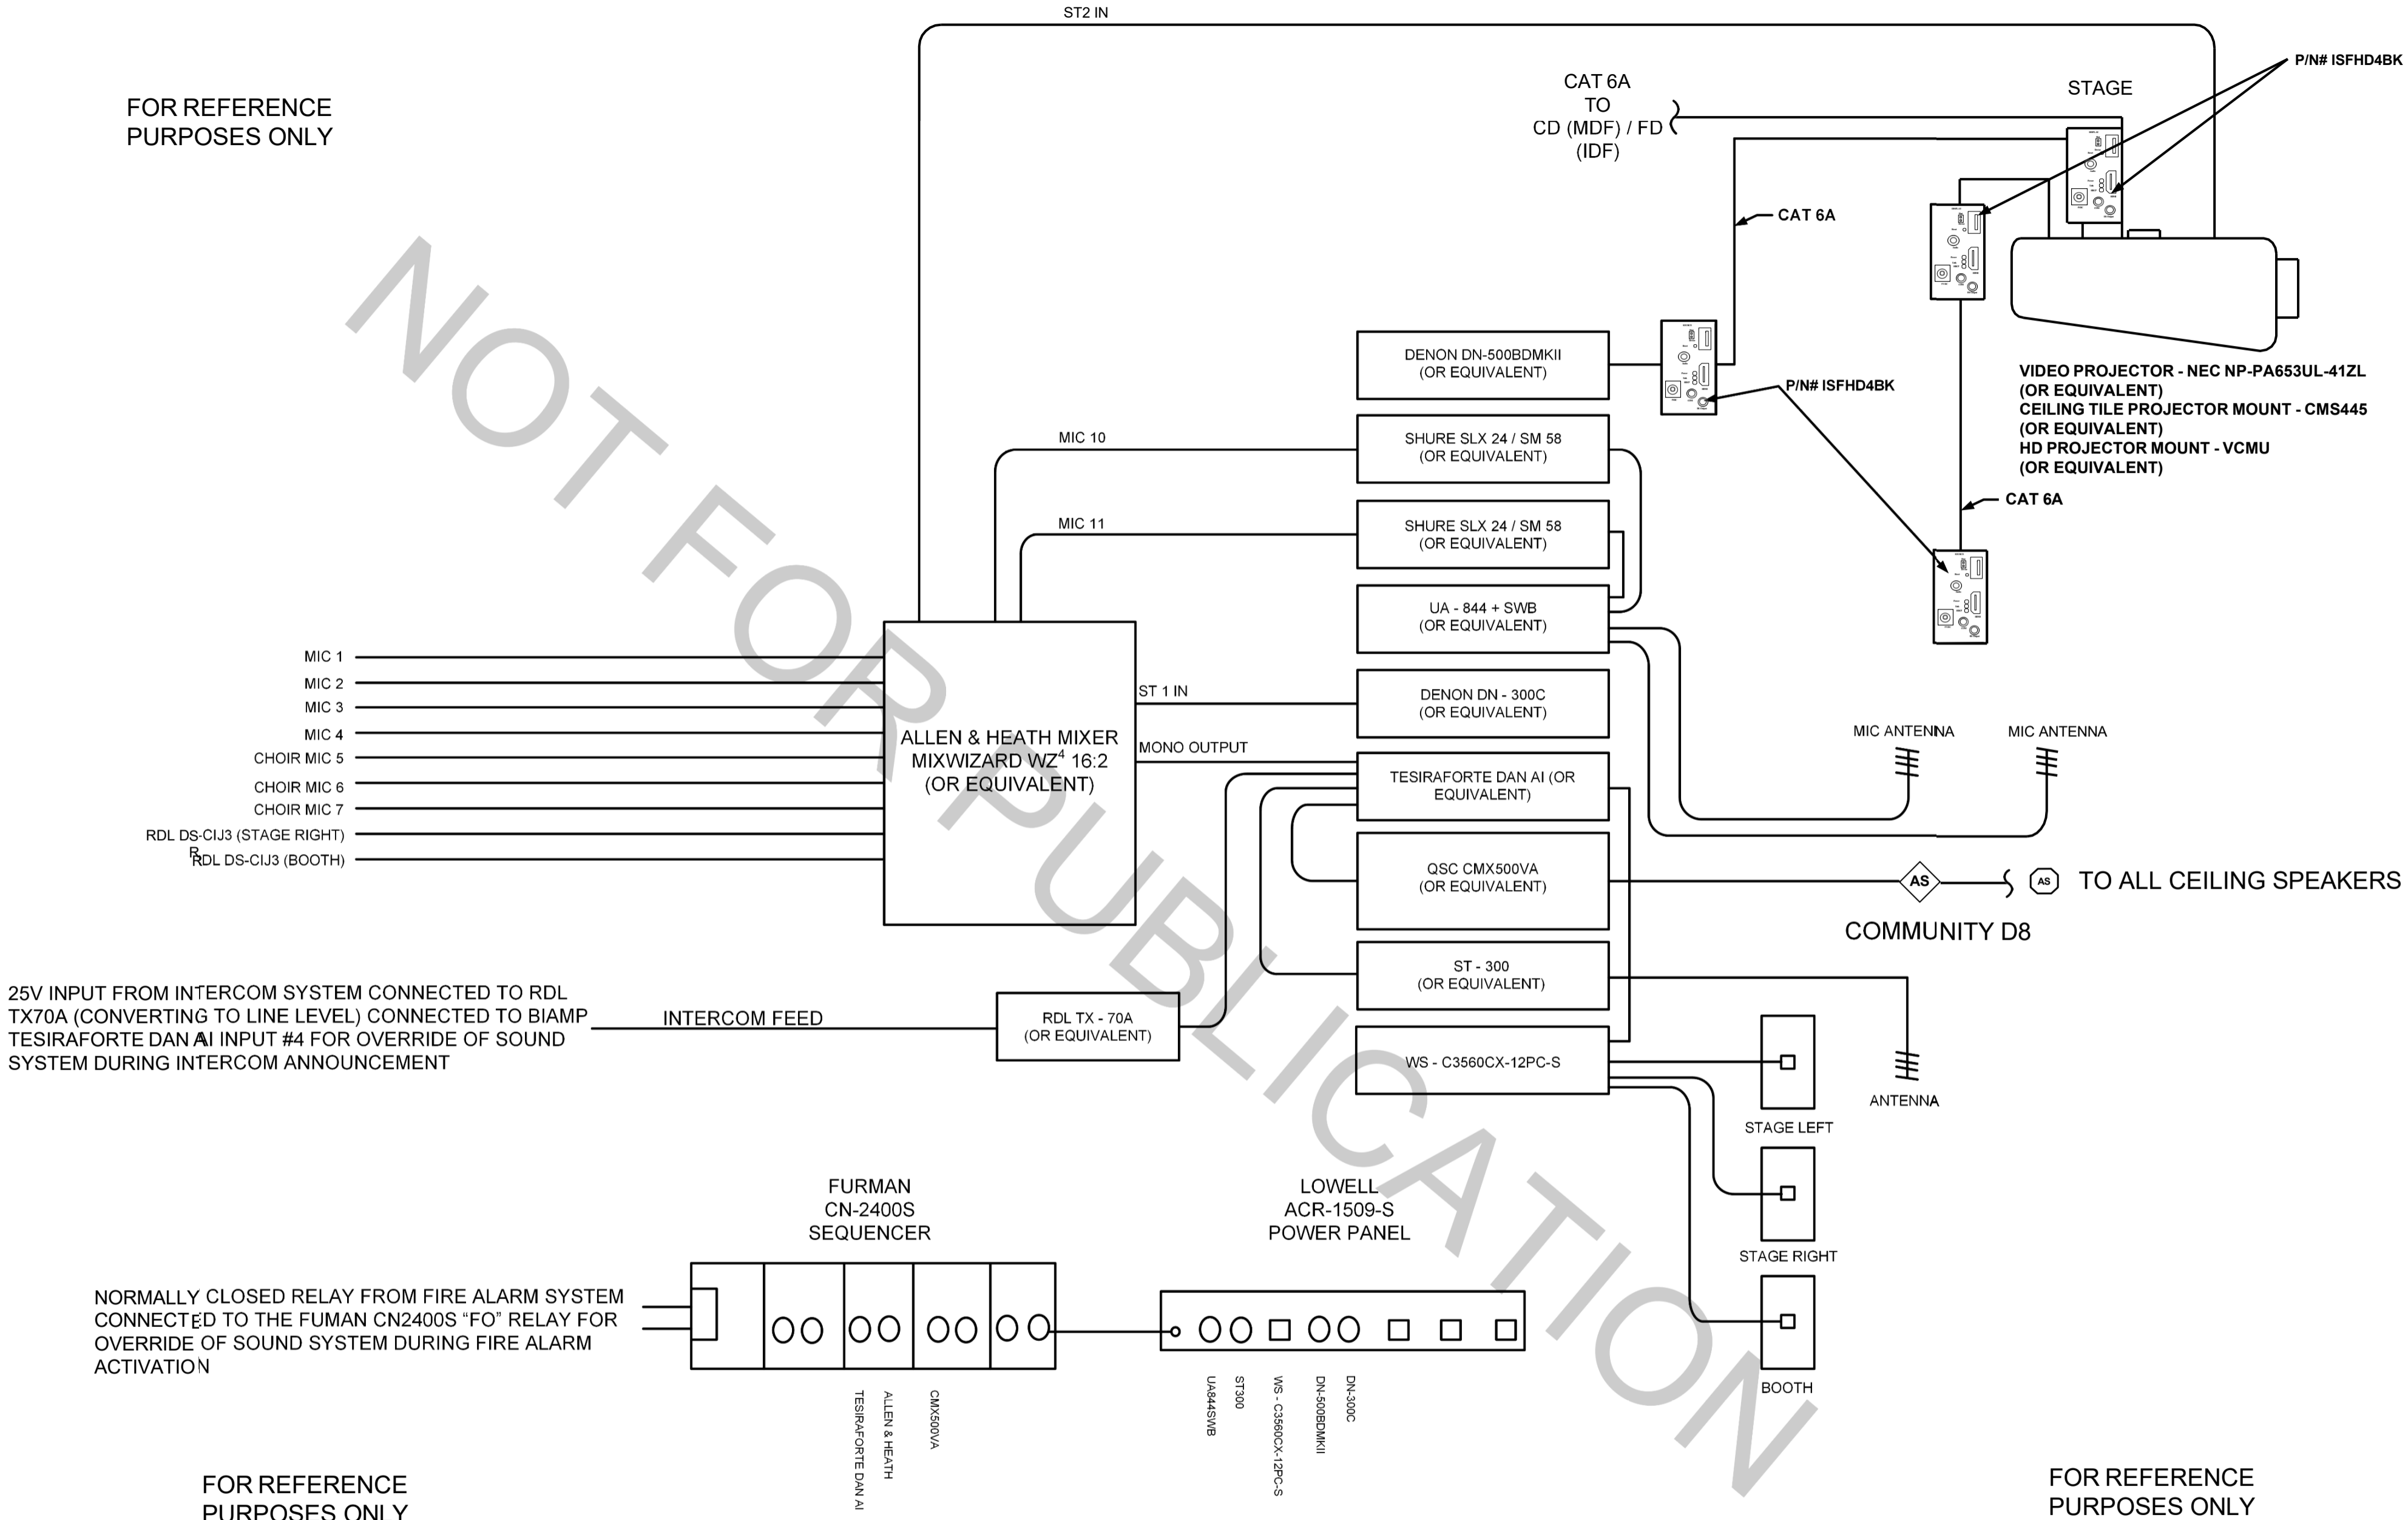 ST2 IN
P/N# ISFHD4BK
STAGE
CAT 6A
TO
CD (MDF) / FD
(IDF)
FOR REFERENCE
PURPOSES ONLY
CAT 6A
DENON DN-500BDMKII
(OR EQUIVALENT)
P/N# ISFHD4BK
VIDEO PROJECTOR - NEC NP-PA653UL-41ZL
(OR EQUIVALENT)
CEILING TILE PROJECTOR MOUNT - CMS445
(OR EQUIVALENT)
HD PROJECTOR MOUNT - VCMU
(OR EQUIVALENT)
MIC 10
SHURE SLX 24 / SM 58
(OR EQUIVALENT)
CAT 6A
MIC 11
SHURE SLX 24 / SM 58
(OR EQUIVALENT)
UA - 844 + SWB
(OR EQUIVALENT)
MIC 1
MIC 2
MIC 3
MIC 4
CHOIR MIC 5
CHOIR MIC 6
CHOIR MIC 7
RDL DS-CIJ3 (STAGE RIGHT)
R
RDL DS-CIJ3 (BOOTH)
ALLEN & HEATH MIXER
MIXWIZARD WZ4 16:2
(OR EQUIVALENT)
ST 1 IN
DENON DN - 300C
(OR EQUIVALENT)
MONO OUTPUT
TESIRAFORTE DAN AI (OR
EQUIVALENT)
MIC ANTENNA
MIC ANTENNA
QSC CMX500VA
(OR EQUIVALENT)
AS
AS
TO ALL CEILING SPEAKERS
COMMUNITY D8
ST - 300
(OR EQUIVALENT)
25V INPUT FROM INTERCOM SYSTEM CONNECTED TO RDL
TX70A (CONVERTING TO LINE LEVEL) CONNECTED TO BIAMP
TESIRAFORTE DAN AI INPUT #4 FOR OVERRIDE OF SOUND
SYSTEM DURING INTERCOM ANNOUNCEMENT
INTERCOM FEED
RDL TX - 70A
(OR EQUIVALENT)
WS - C3560CX-12PC-S
ANTENNA
STAGE LEFT
STAGE RIGHT
BOOTH
FURMAN
CN-2400S
SEQUENCER
LOWELL
ACR-1509-S
POWER PANEL
NORMALLY CLOSED RELAY FROM FIRE ALARM SYSTEM
CONNECTED TO THE FUMAN CN2400S “FO” RELAY FOR
OVERRIDE OF SOUND SYSTEM DURING FIRE ALARM
ACTIVATION
TESIRAFORTE DAN AI
ALLEN & HEATH
CMX500VA
UA844SWB
ST300
WS - C3560CX-12PC-S
DN-500BDMKII
DN-300C
FOR REFERENCE
PURPOSES ONLY
FOR REFERENCE
PURPOSES ONLY
NOT FOR PUBLICATION